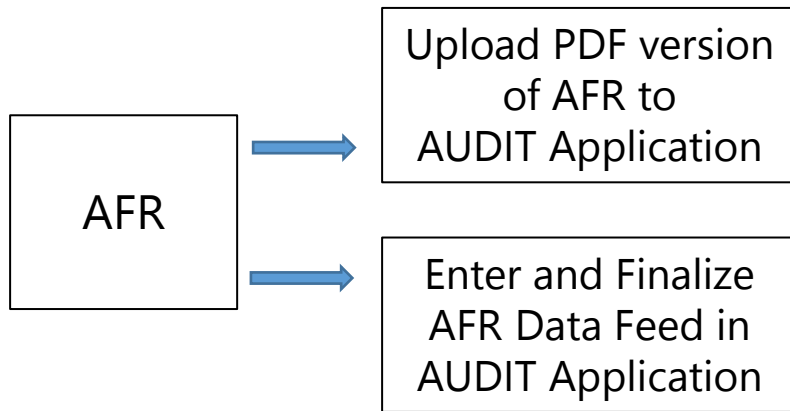 AFR
Upload PDF version
of AFR to
AUDIT Application
Enter and Finalize
AFR Data Feed in
AUDIT Application